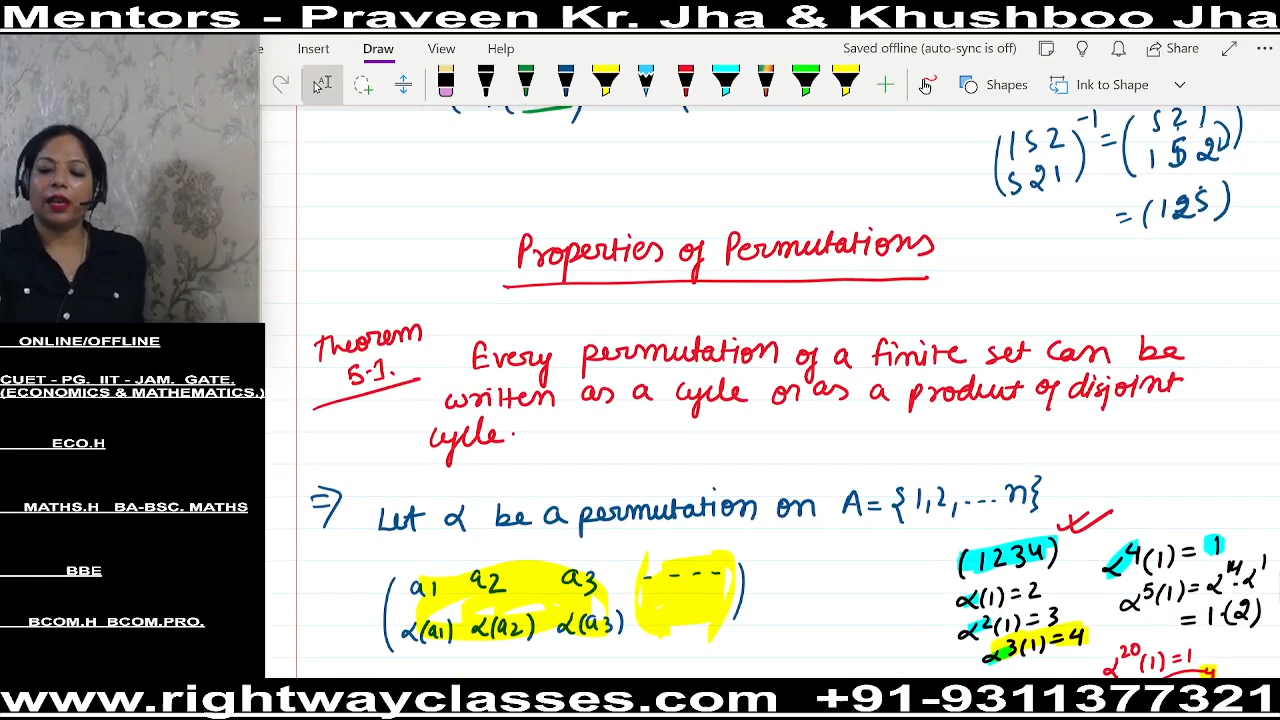 Mentors - Praveen Kr. Jha & Khushboo Jha
Insert Draw View Help Saved offline (auto-sync is off) Share
Shapes Ink to Shape
(1 5 2
5 2 1)⁻¹ = (5 2 1
1 5 2)
= (1 2 5)
Properties of Permutations
Theorem
5.1.
Every permutation of a finite set can be
written as a cycle or as a product of disjoint
cycle.
⇒ Let α be a permutation on A = {1, 2, ... n}
(a1 a2 a3 - - - -
α(a1) α(a2) α(a3) )
(1 2 3 4)
α(1) = 2
α²(1) = 3
α³(1) = 4
α⁴(1) = 1
α⁵(1) = α⁴·α¹
= 1·(2)
α²⁰(1) = 1
ONLINE/OFFLINE
CUET - PG. IIT - JAM. GATE.
(ECONOMICS & MATHEMATICS.)
ECO.H
MATHS.H BA-BSC. MATHS
BBE
BCOM.H BCOM.PRO.
www.rightwayclasses.com +91-9311377321